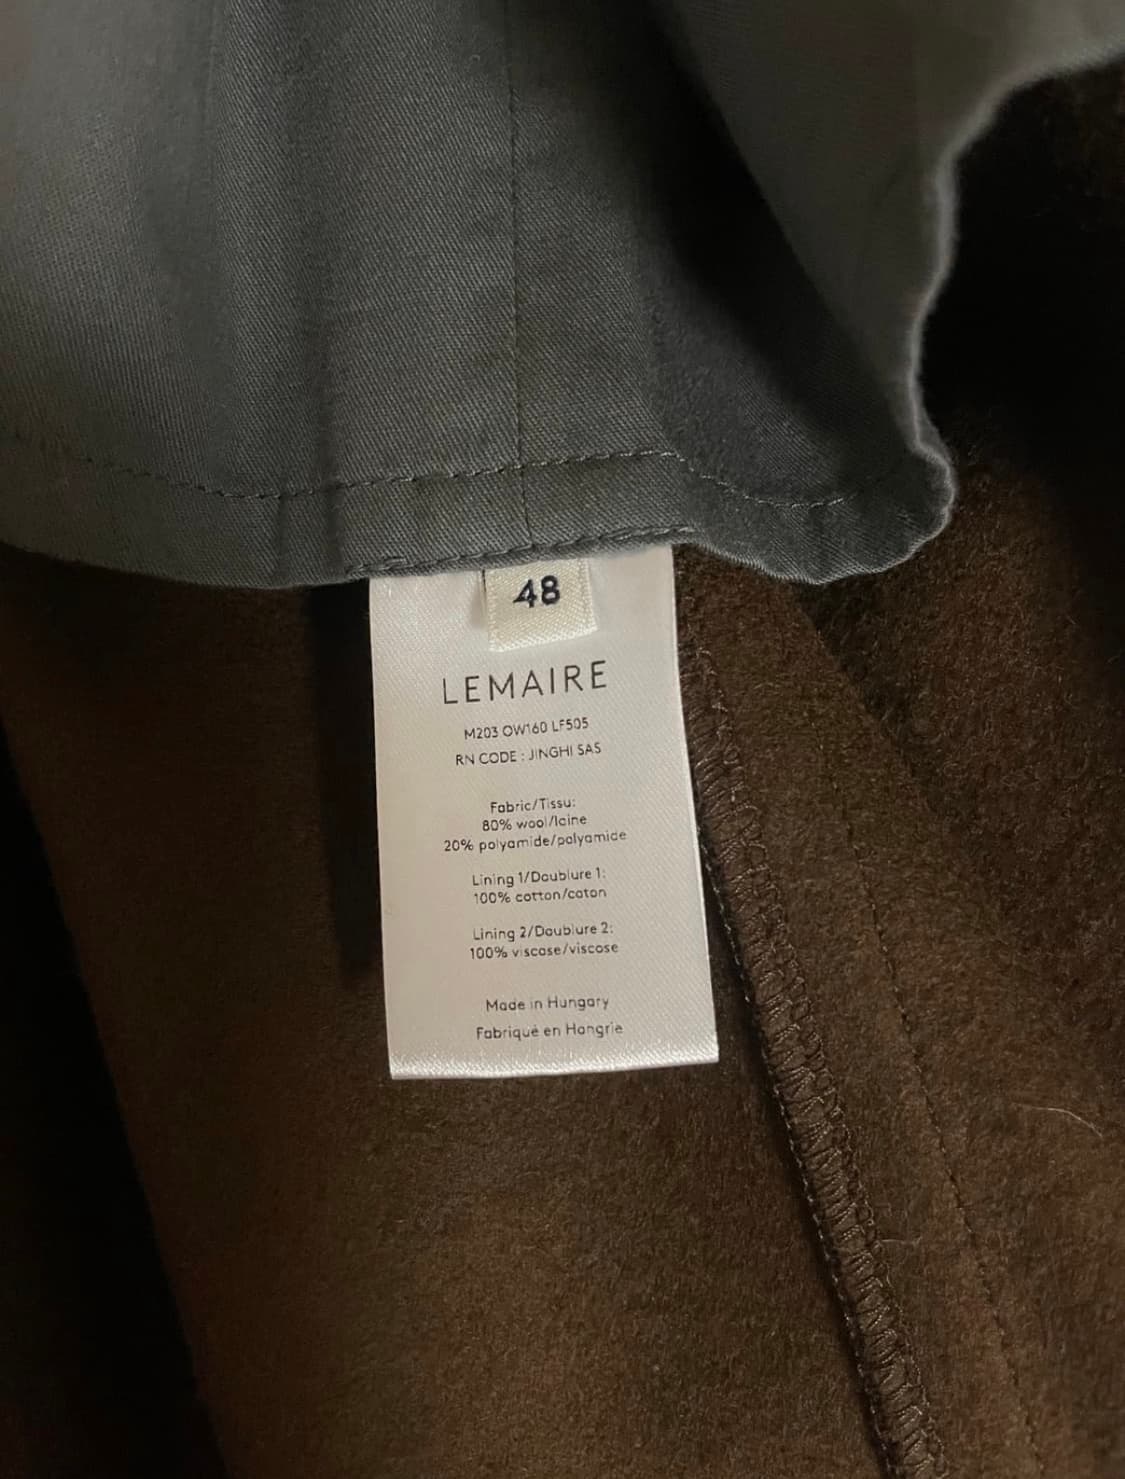 48
LEMAIRE
M203 OW160 LF505
RN CODE : JINGHI SAS
Fabric/Tissu:
80% wool/laine
20% polyamide/polyamide
Lining 1/Doublure 1:
100% cotton/coton
Lining 2/Doublure 2:
100% viscose/viscose
Made in Hungary
Fabriqué en Hongrie